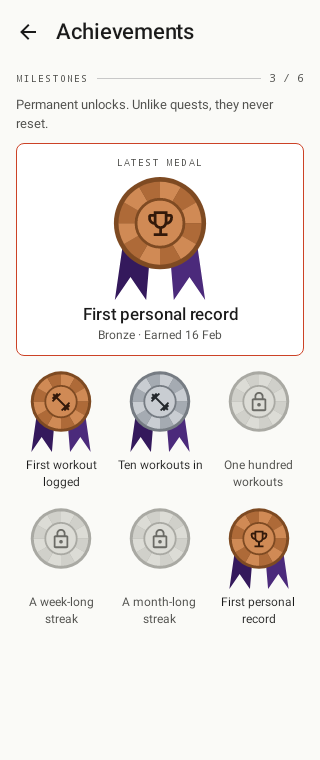 Achievements
MILESTONES 3 / 6
Permanent unlocks. Unlike quests, they never
reset.
LATEST MEDAL
First personal record
Bronze · Earned 16 Feb
First workout
logged
Ten workouts in
One hundred
workouts
A week-long
streak
A month-long
streak
First personal
record